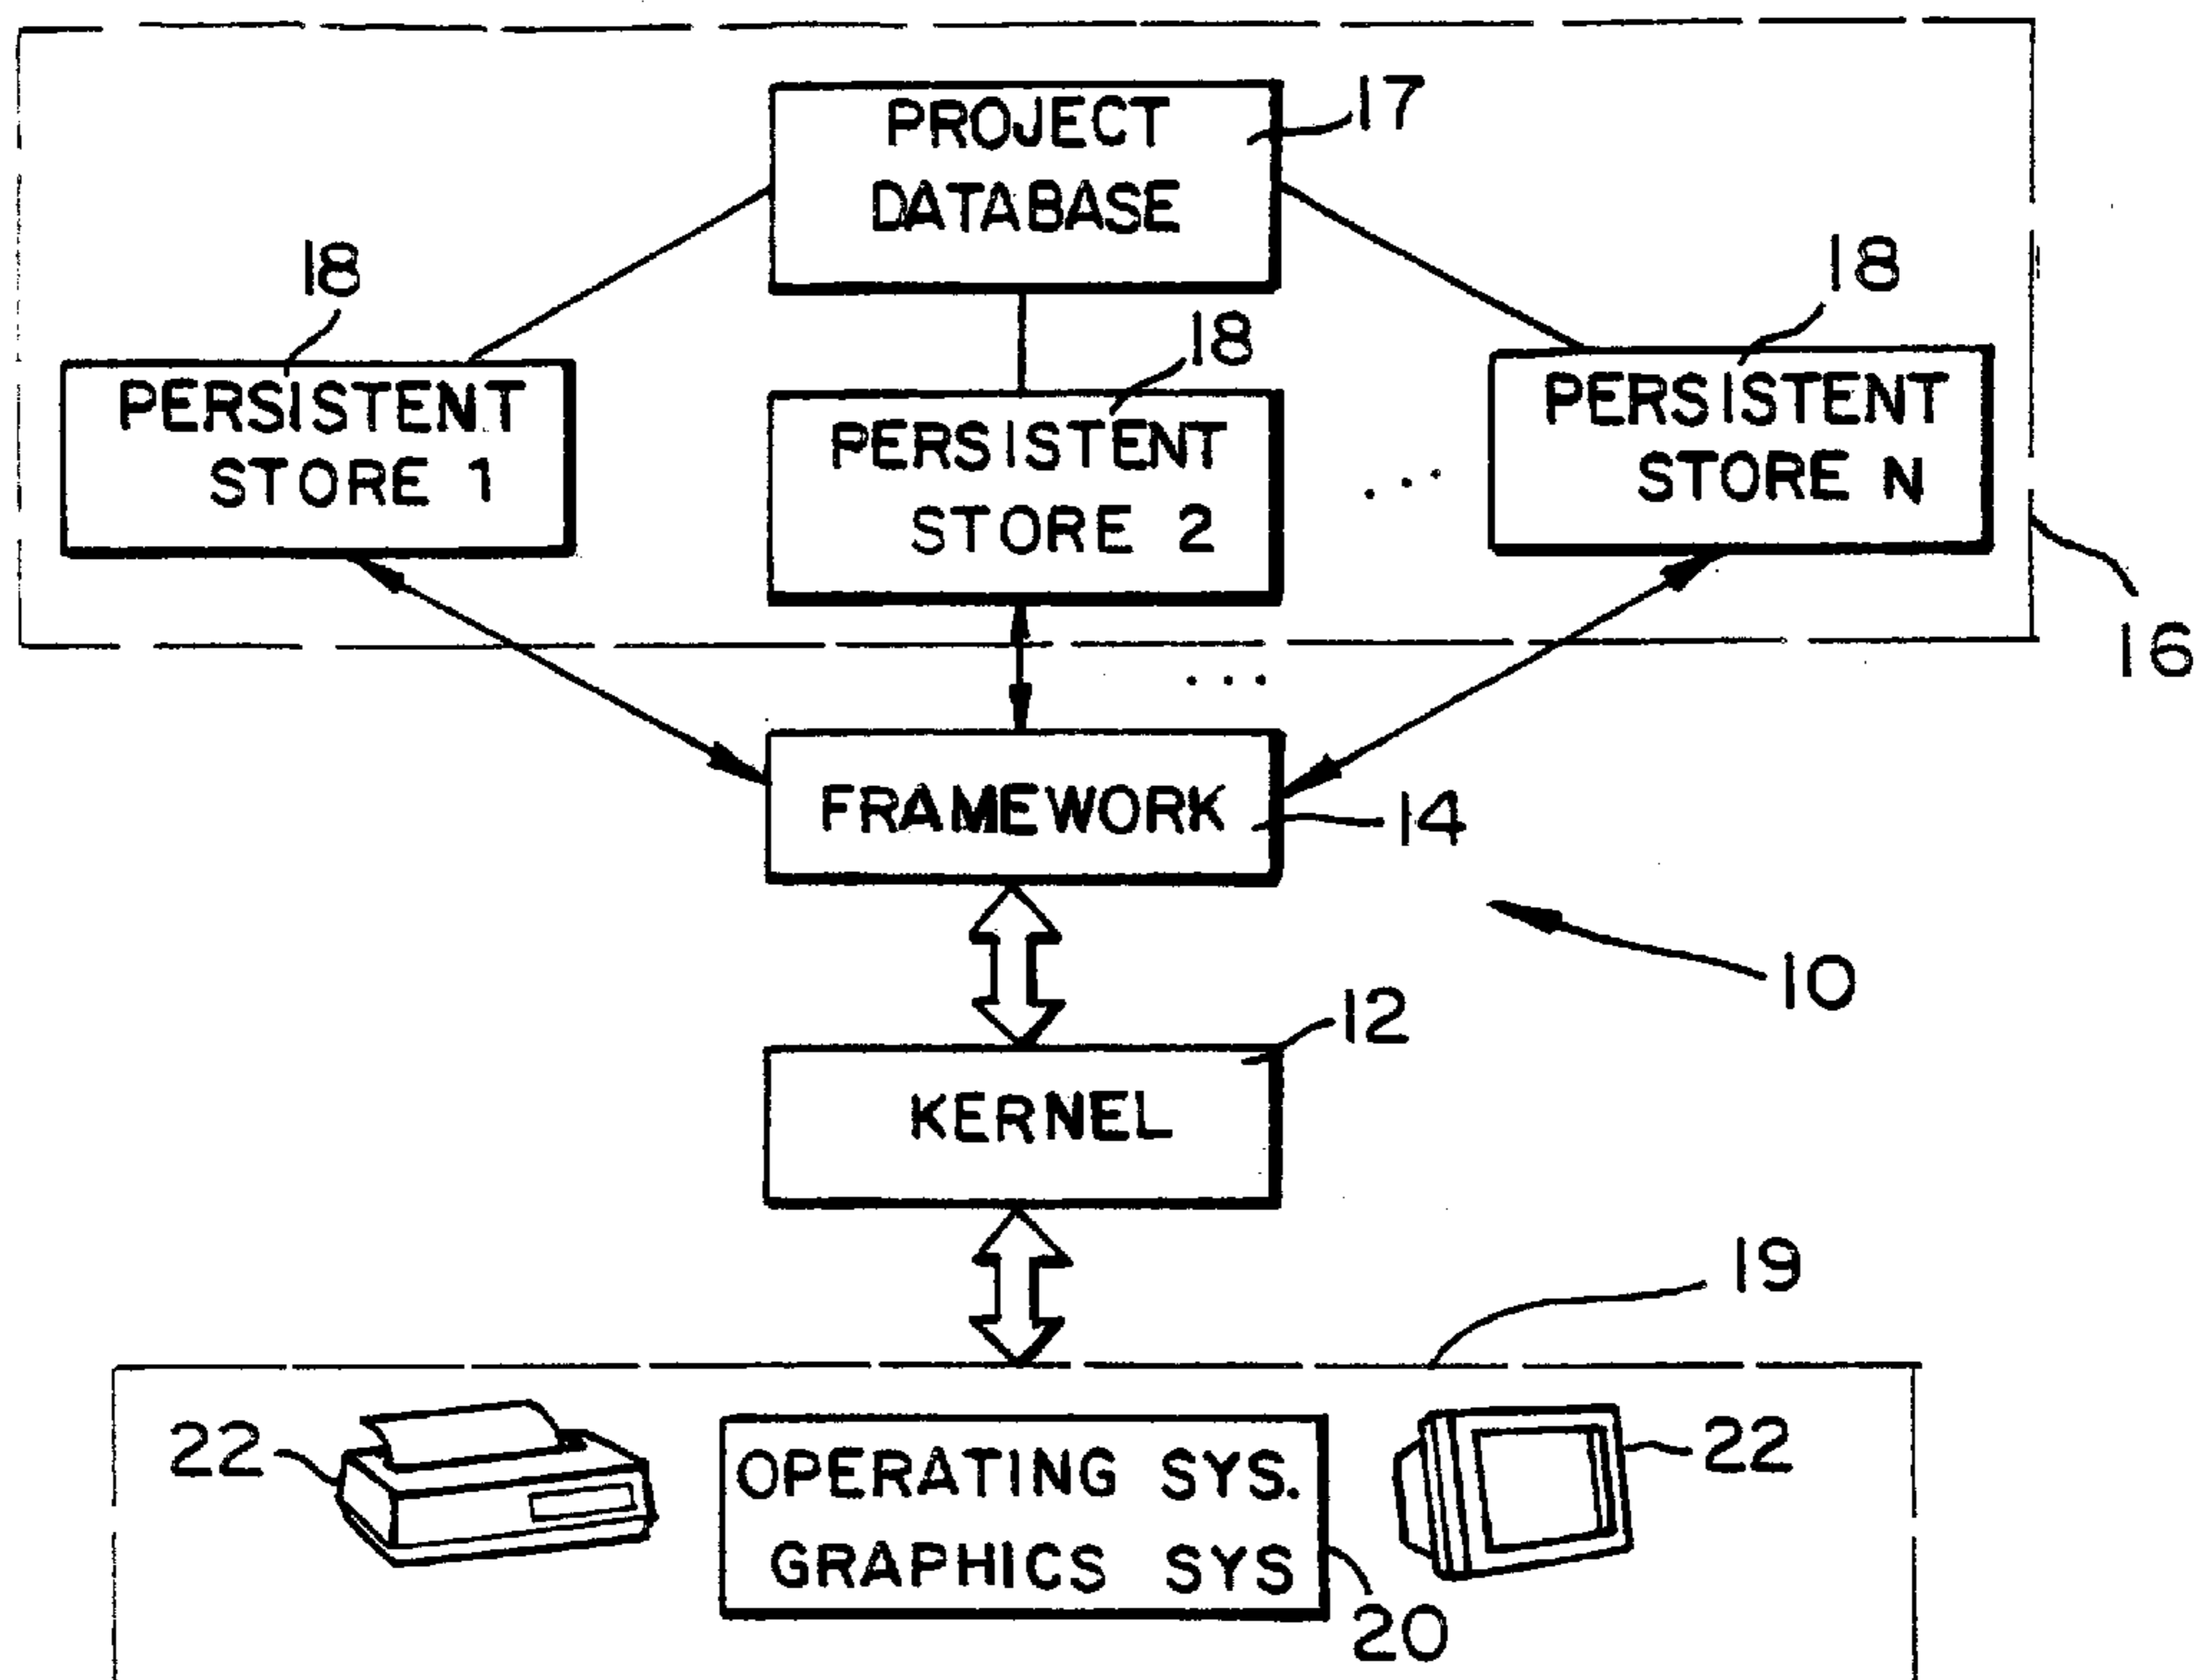 PROJECT
DATABASE
17
18
18
18
PERSISTENT
STORE 1
PERSISTENT
STORE 2
...
PERSISTENT
STORE N
16
...
FRAMEWORK
14
10
12
KERNEL
19
22
OPERATING SYS.
GRAPHICS SYS
22
20